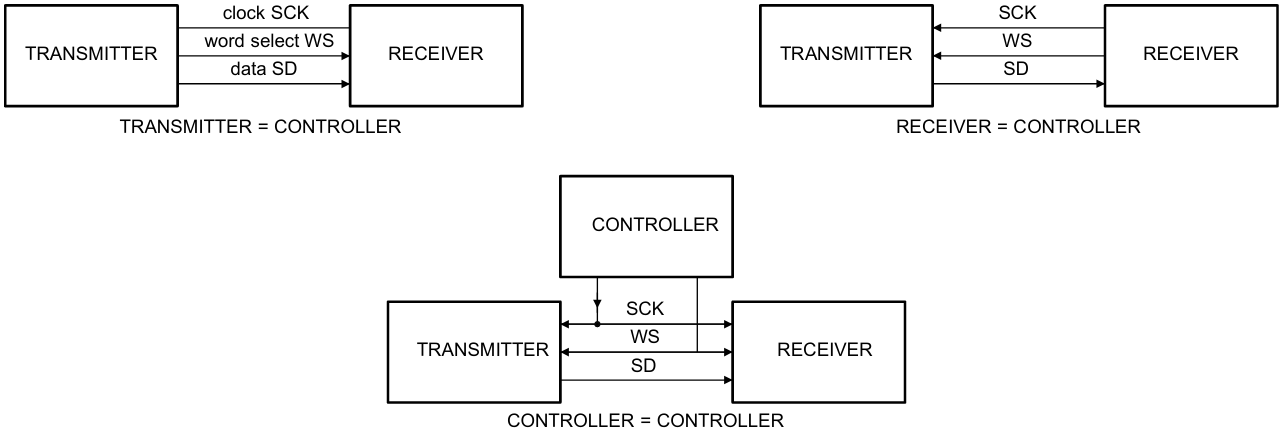 clock SCK
word select WS
data SD
TRANSMITTER
RECEIVER
TRANSMITTER = CONTROLLER
SCK
WS
SD
TRANSMITTER
RECEIVER
RECEIVER = CONTROLLER
CONTROLLER
SCK
WS
SD
TRANSMITTER
RECEIVER
CONTROLLER = CONTROLLER